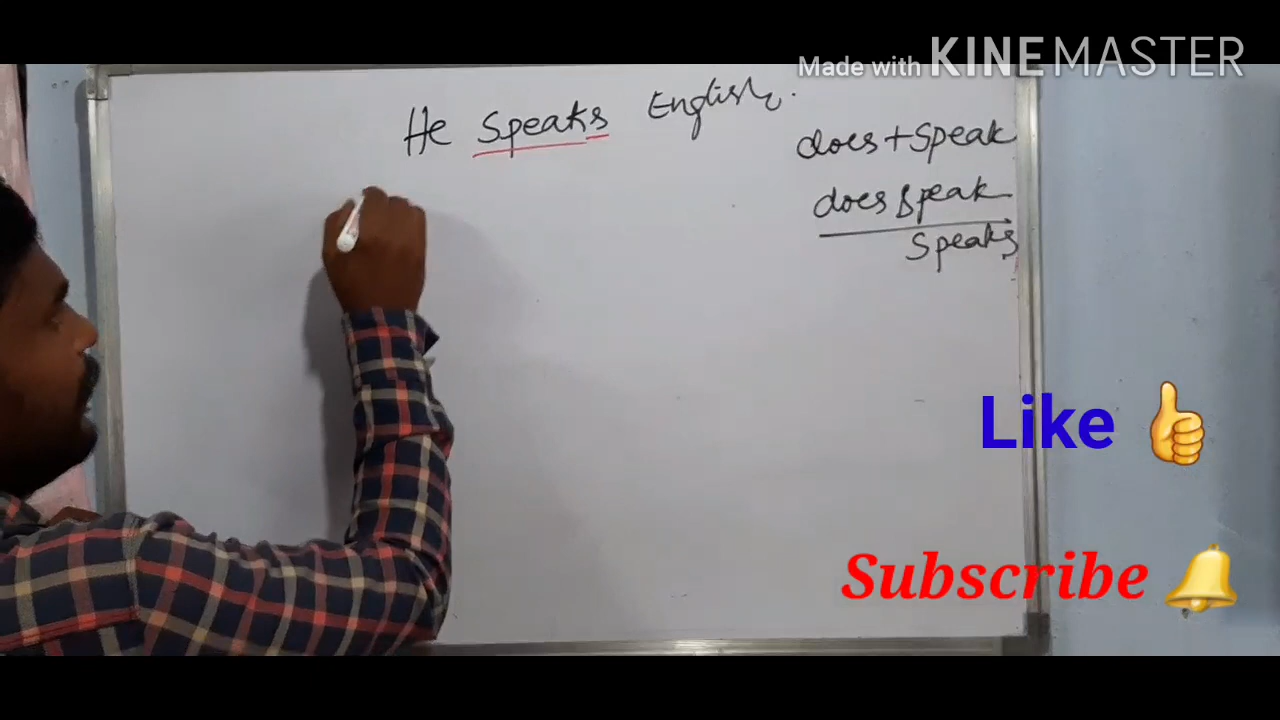 Made with KINEMASTER
He Speaks English.
does + Speak
does Speak
Speaks
Like
Subscribe